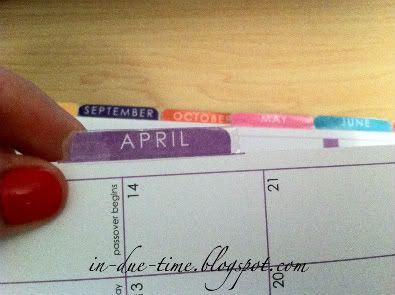 SEPTEMBER
OCTOBER
MAY
JUNE
APRIL
passover begins
14
21
13
20
in-due-time.blogspot.com